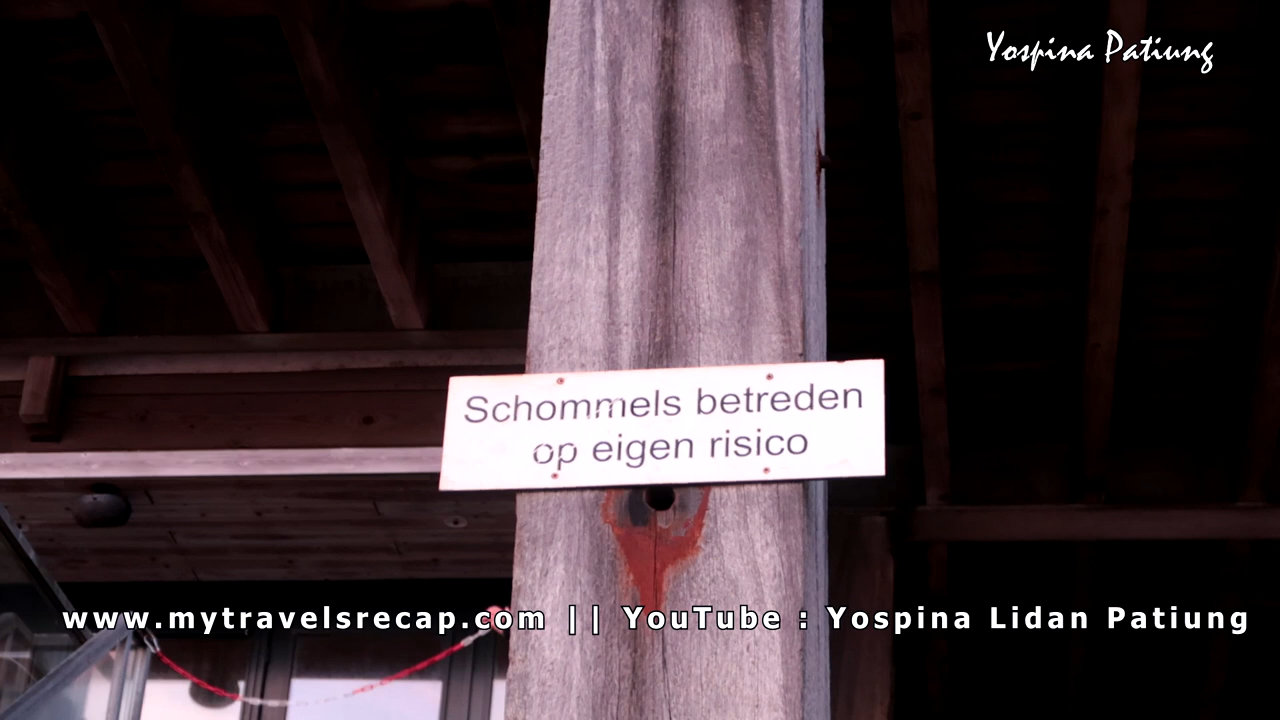 Yospina Patiung
Schommels betreden
op eigen risico
www.mytravelsrecap.com || YouTube : Yospina Lidan Patiung